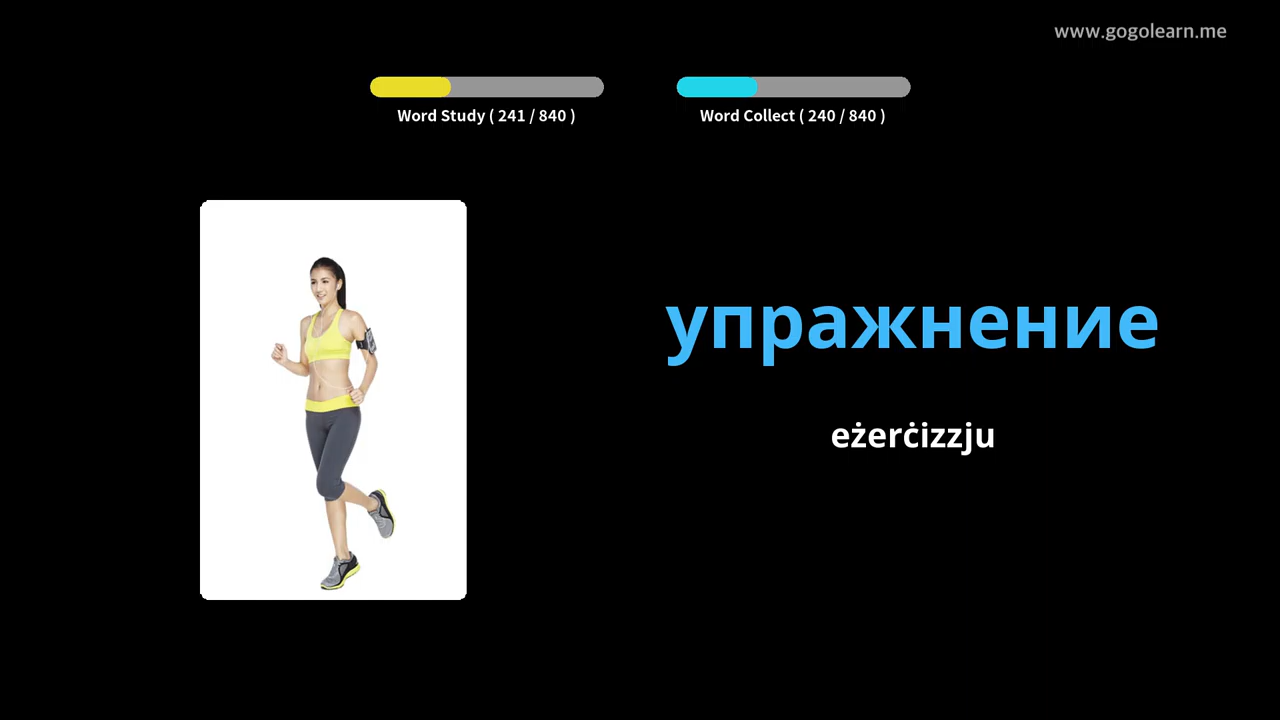 www.gogolearn.me
Word Study ( 241 / 840 )
Word Collect ( 240 / 840 )
упражнение
eżerċizzju